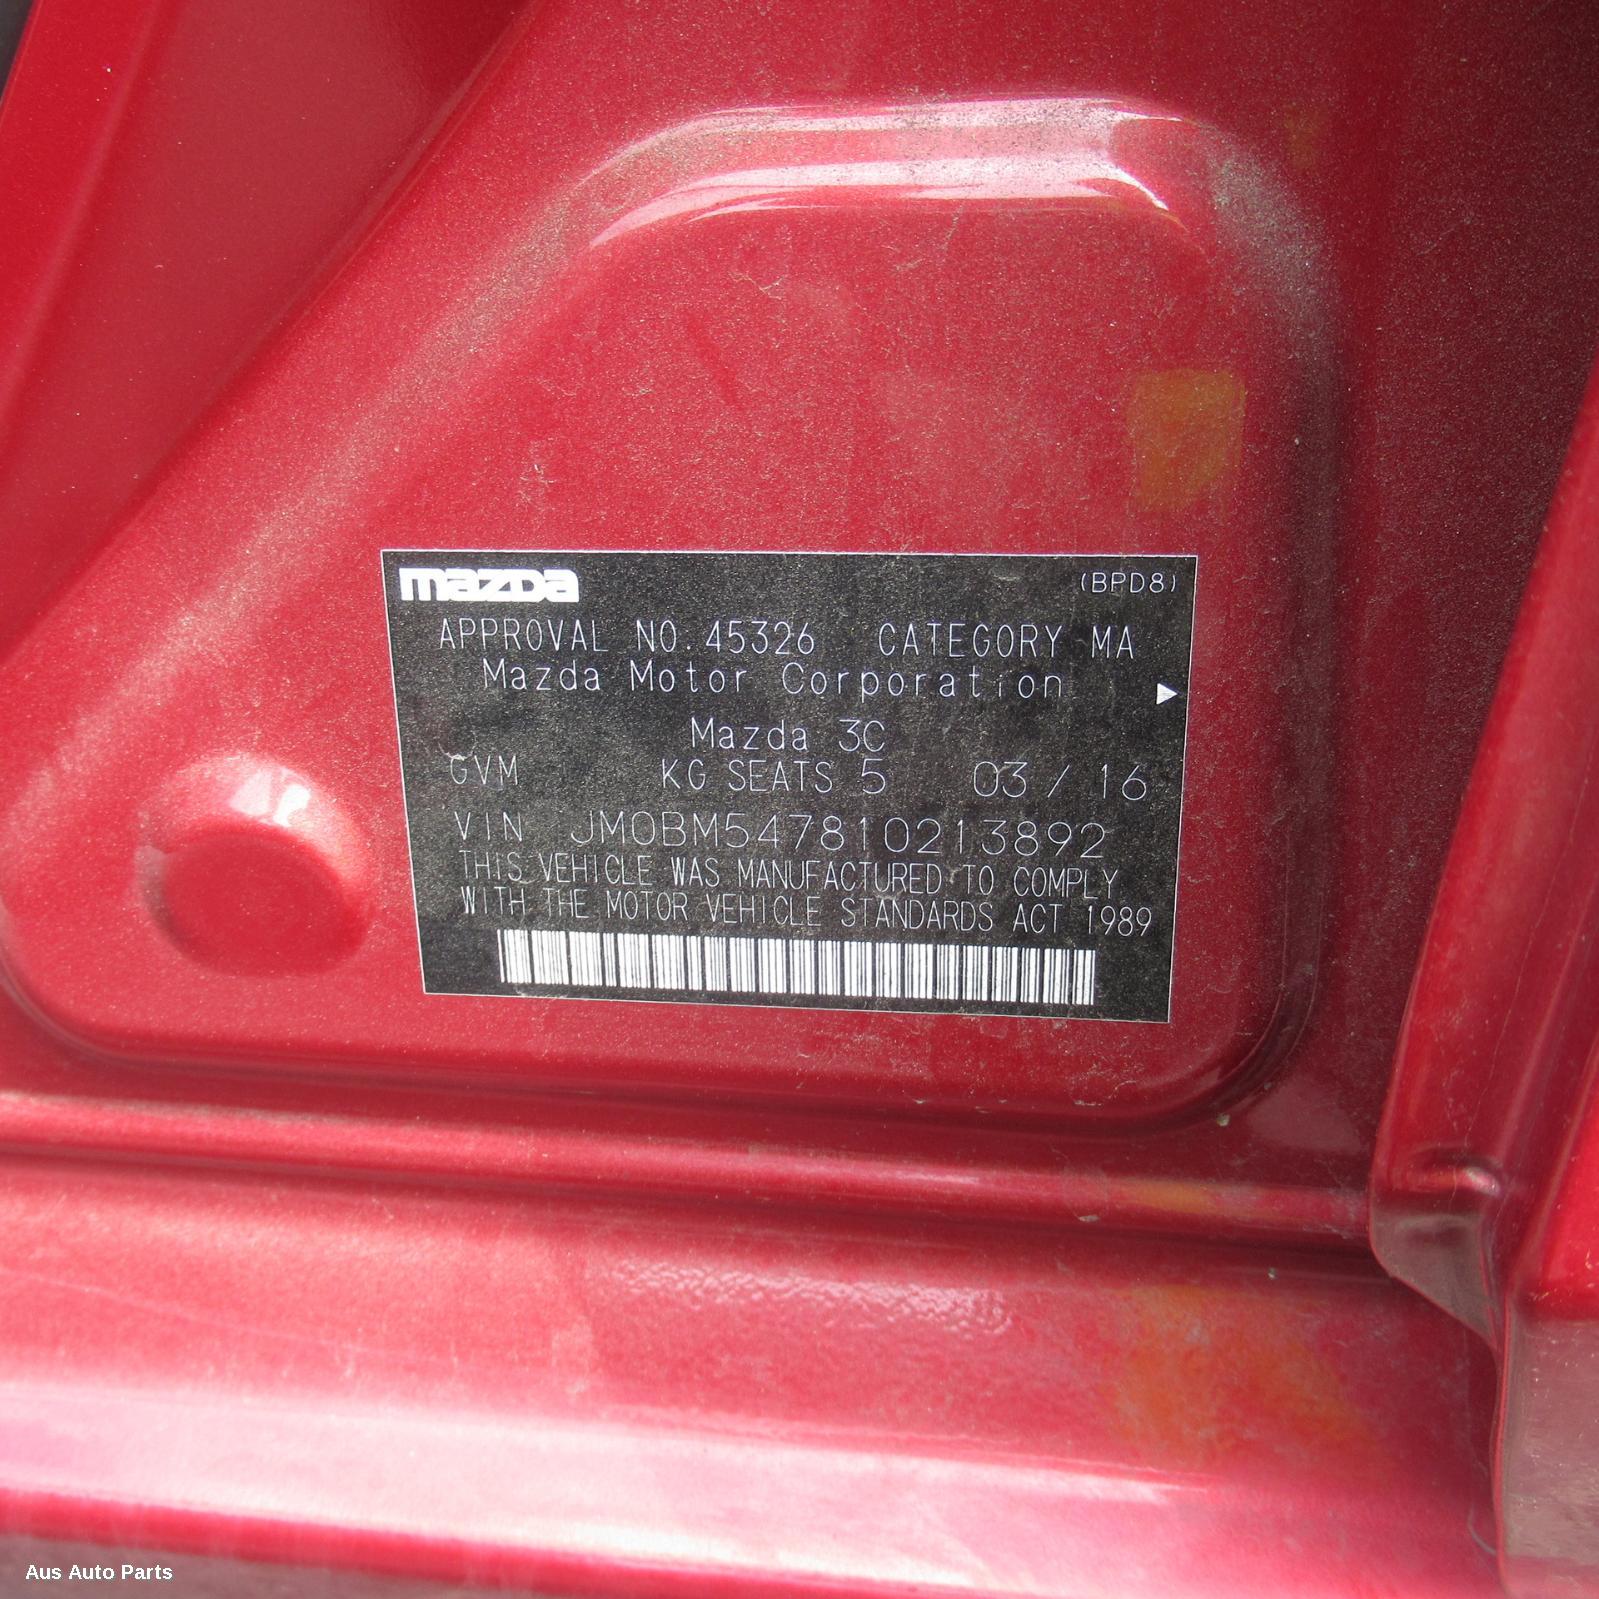 mazda (BPD8)
APPROVAL NO.45326 CATEGORY MA
Mazda Motor Corporation
Mazda 3C
GVM KG SEATS 5 03 / 16
VIN JM0BM547810213892
THIS VEHICLE WAS MANUFACTURED TO COMPLY
WITH THE MOTOR VEHICLE STANDARDS ACT 1989
Aus Auto Parts